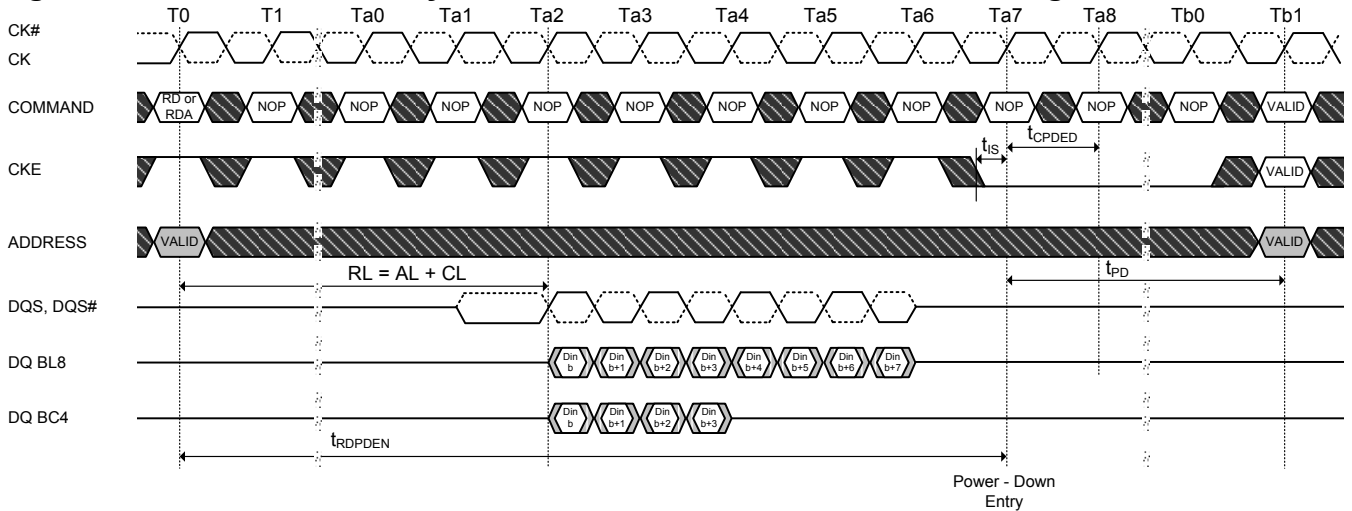 T0 T1 Ta0 Ta1 Ta2 Ta3 Ta4 Ta5 Ta6 Ta7 Ta8 Tb0 Tb1
CK#
CK
COMMAND RD or RDA NOP NOP NOP NOP NOP NOP NOP NOP NOP NOP NOP VALID
tIS tCPDED
CKE VALID
ADDRESS VALID VALID
RL = AL + CL tPD
DQS, DQS#
DQ BL8 Din b Din b+1 Din b+2 Din b+3 Din b+4 Din b+5 Din b+6 Din b+7
DQ BC4 Din b Din b+1 Din b+2 Din b+3
tRDPDEN
Power - Down
Entry